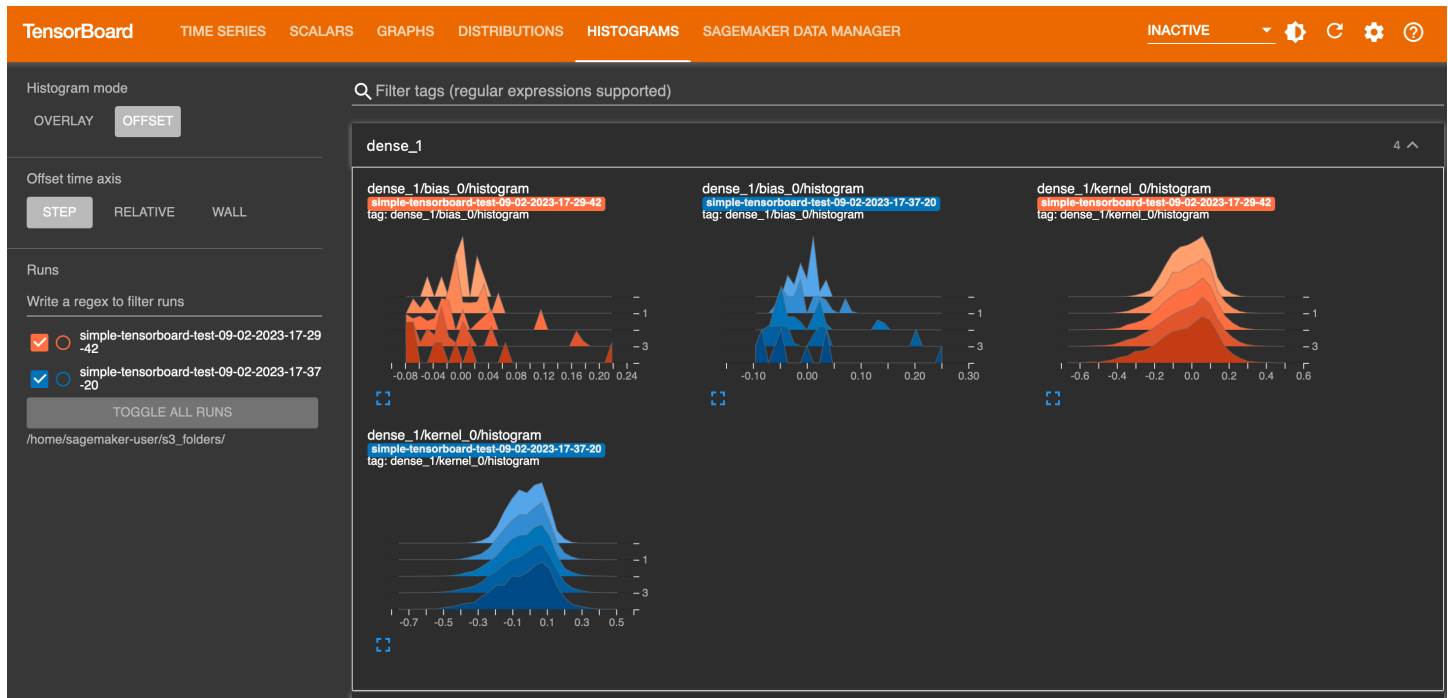 TensorBoard TIME SERIES SCALARS GRAPHS DISTRIBUTIONS HISTOGRAMS SAGEMAKER DATA MANAGER INACTIVE
Histogram mode
OVERLAY OFFSET
Offset time axis
STEP RELATIVE WALL
Runs
Write a regex to filter runs
simple-tensorboard-test-09-02-2023-17-29
-42
simple-tensorboard-test-09-02-2023-17-37
-20
TOGGLE ALL RUNS
/home/sagemaker-user/s3_folders/
Filter tags (regular expressions supported)
dense_1 4
dense_1/bias_0/histogram
simple-tensorboard-test-09-02-2023-17-29-42
tag: dense_1/bias_0/histogram
1
3
-0.08 -0.04 0.00 0.04 0.08 0.12 0.16 0.20 0.24
dense_1/bias_0/histogram
simple-tensorboard-test-09-02-2023-17-37-20
tag: dense_1/bias_0/histogram
1
3
-0.10 0.00 0.10 0.20 0.30
dense_1/kernel_0/histogram
simple-tensorboard-test-09-02-2023-17-29-42
tag: dense_1/kernel_0/histogram
1
3
-0.6 -0.4 -0.2 0.0 0.2 0.4 0.6
dense_1/kernel_0/histogram
simple-tensorboard-test-09-02-2023-17-37-20
tag: dense_1/kernel_0/histogram
1
3
-0.7 -0.5 -0.3 -0.1 0.1 0.3 0.5